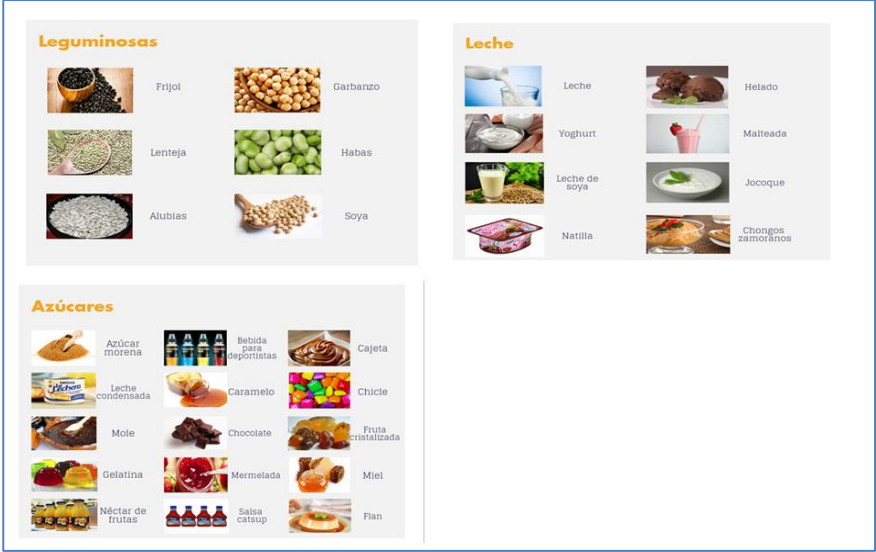 Leguminosas
Frijol
Garbanzo
Lenteja
Habas
Alubias
Soya
Leche
Leche
Helado
Yoghurt
Malteada
Leche de
soya
Jocoque
Natilla
Chongos
zamoranos
Azúcares
Azúcar
morena
Bebida
para
deportistas
Cajeta
Leche
condensada
Caramelo
Chicle
Mole
Chocolate
Fruta
cristalizada
Gelatina
Mermelada
Miel
Néctar de
frutas
Salsa
catsup
Flan